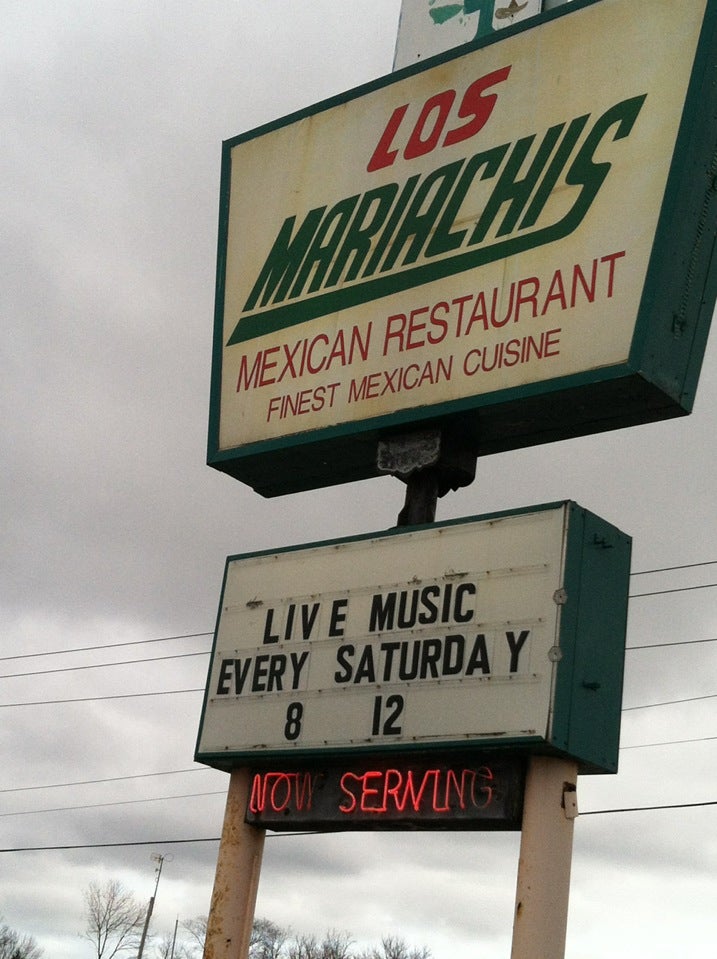 LOS
MARIACHIS
MEXICAN RESTAURANT
FINEST MEXICAN CUISINE
LIVE MUSIC
EVERY SATURDAY
8 12
NOW SERVING